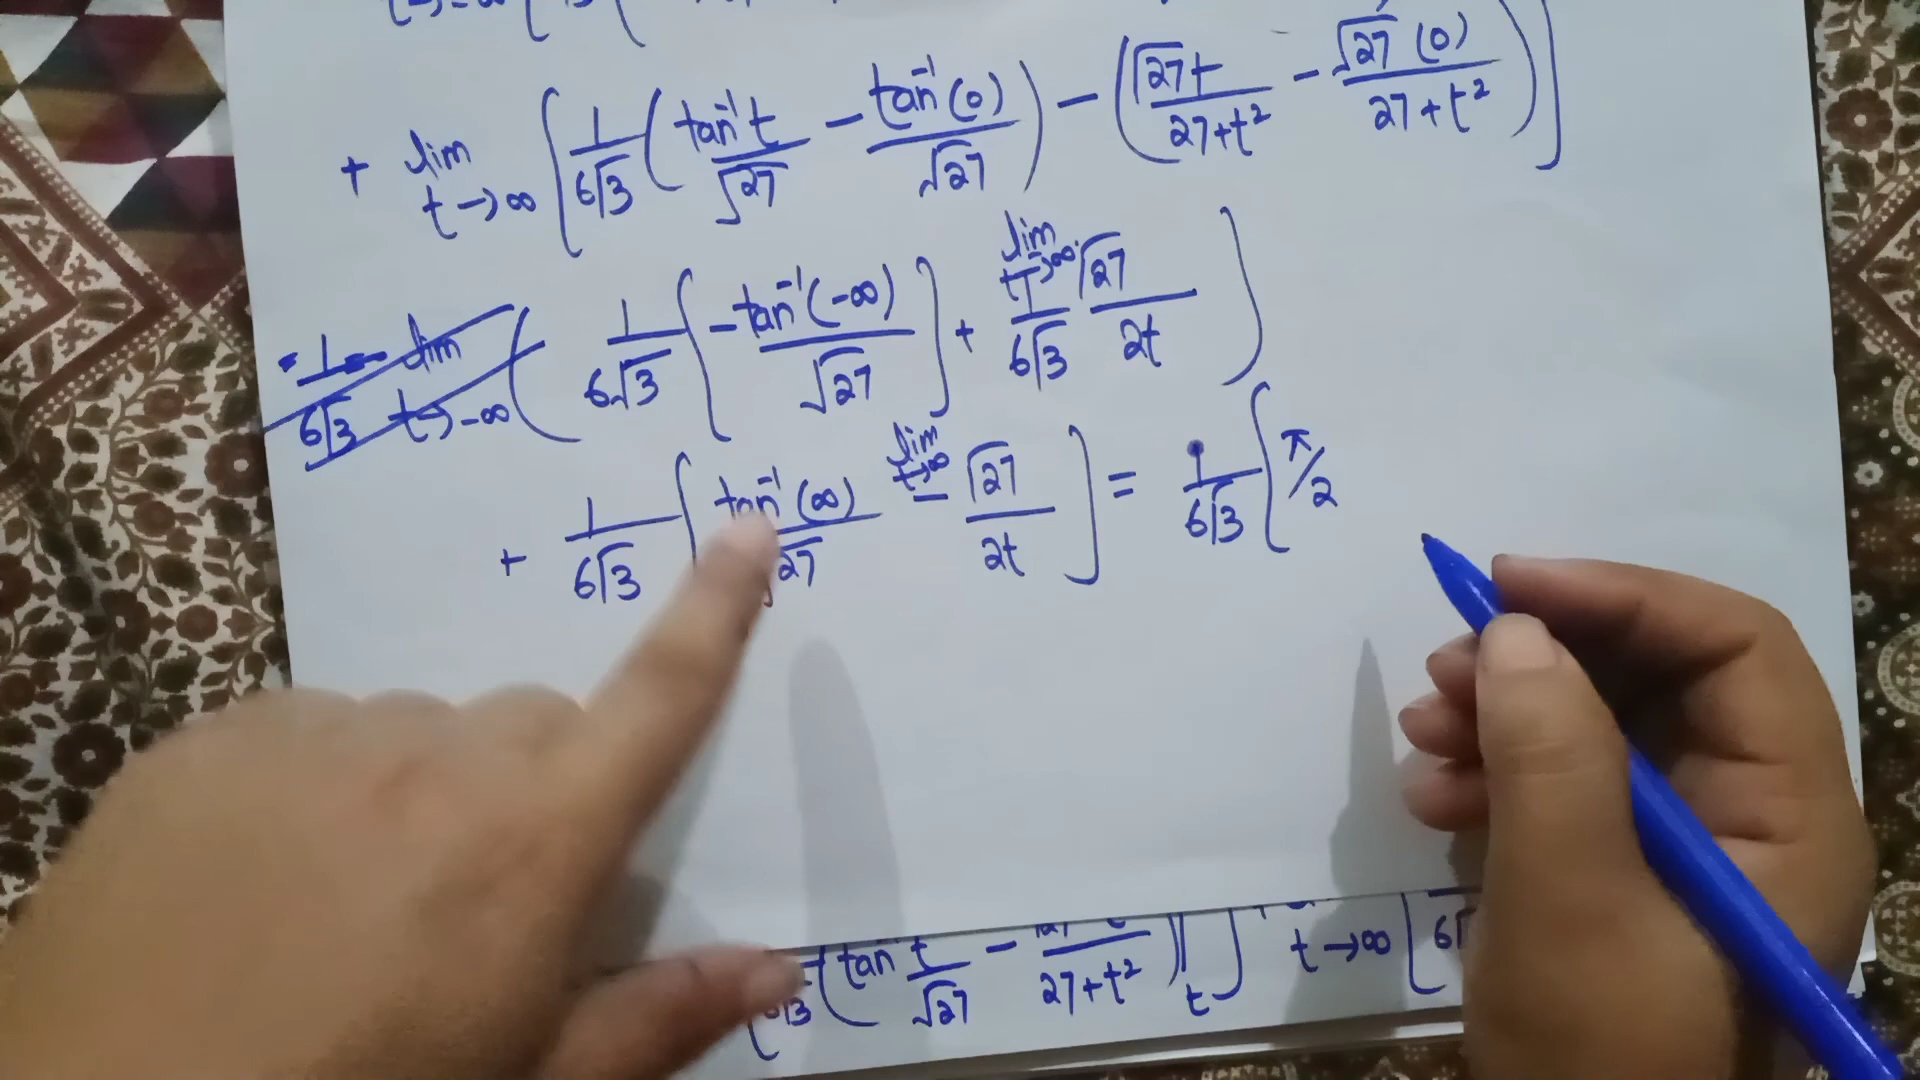 + lim t→∞ [ 1/6√3 ( tan⁻¹t/√27 − tan⁻¹(0)/√27 ) − ( √27t/27+t² − √27(0)/27+t² ) ]
1/6√3 lim t→-∞ ( 1/6√3 [ −tan⁻¹(-∞)/√27 ] + lim t→-∞ 1/6√3 √27/2t )
+ 1/6√3 [ tan⁻¹(∞)/√27 − lim t→∞ √27/2t ] = 1/6√3 [ π/2
( tan⁻¹ t/√27 − 27+t² ) | t ] t→∞ [